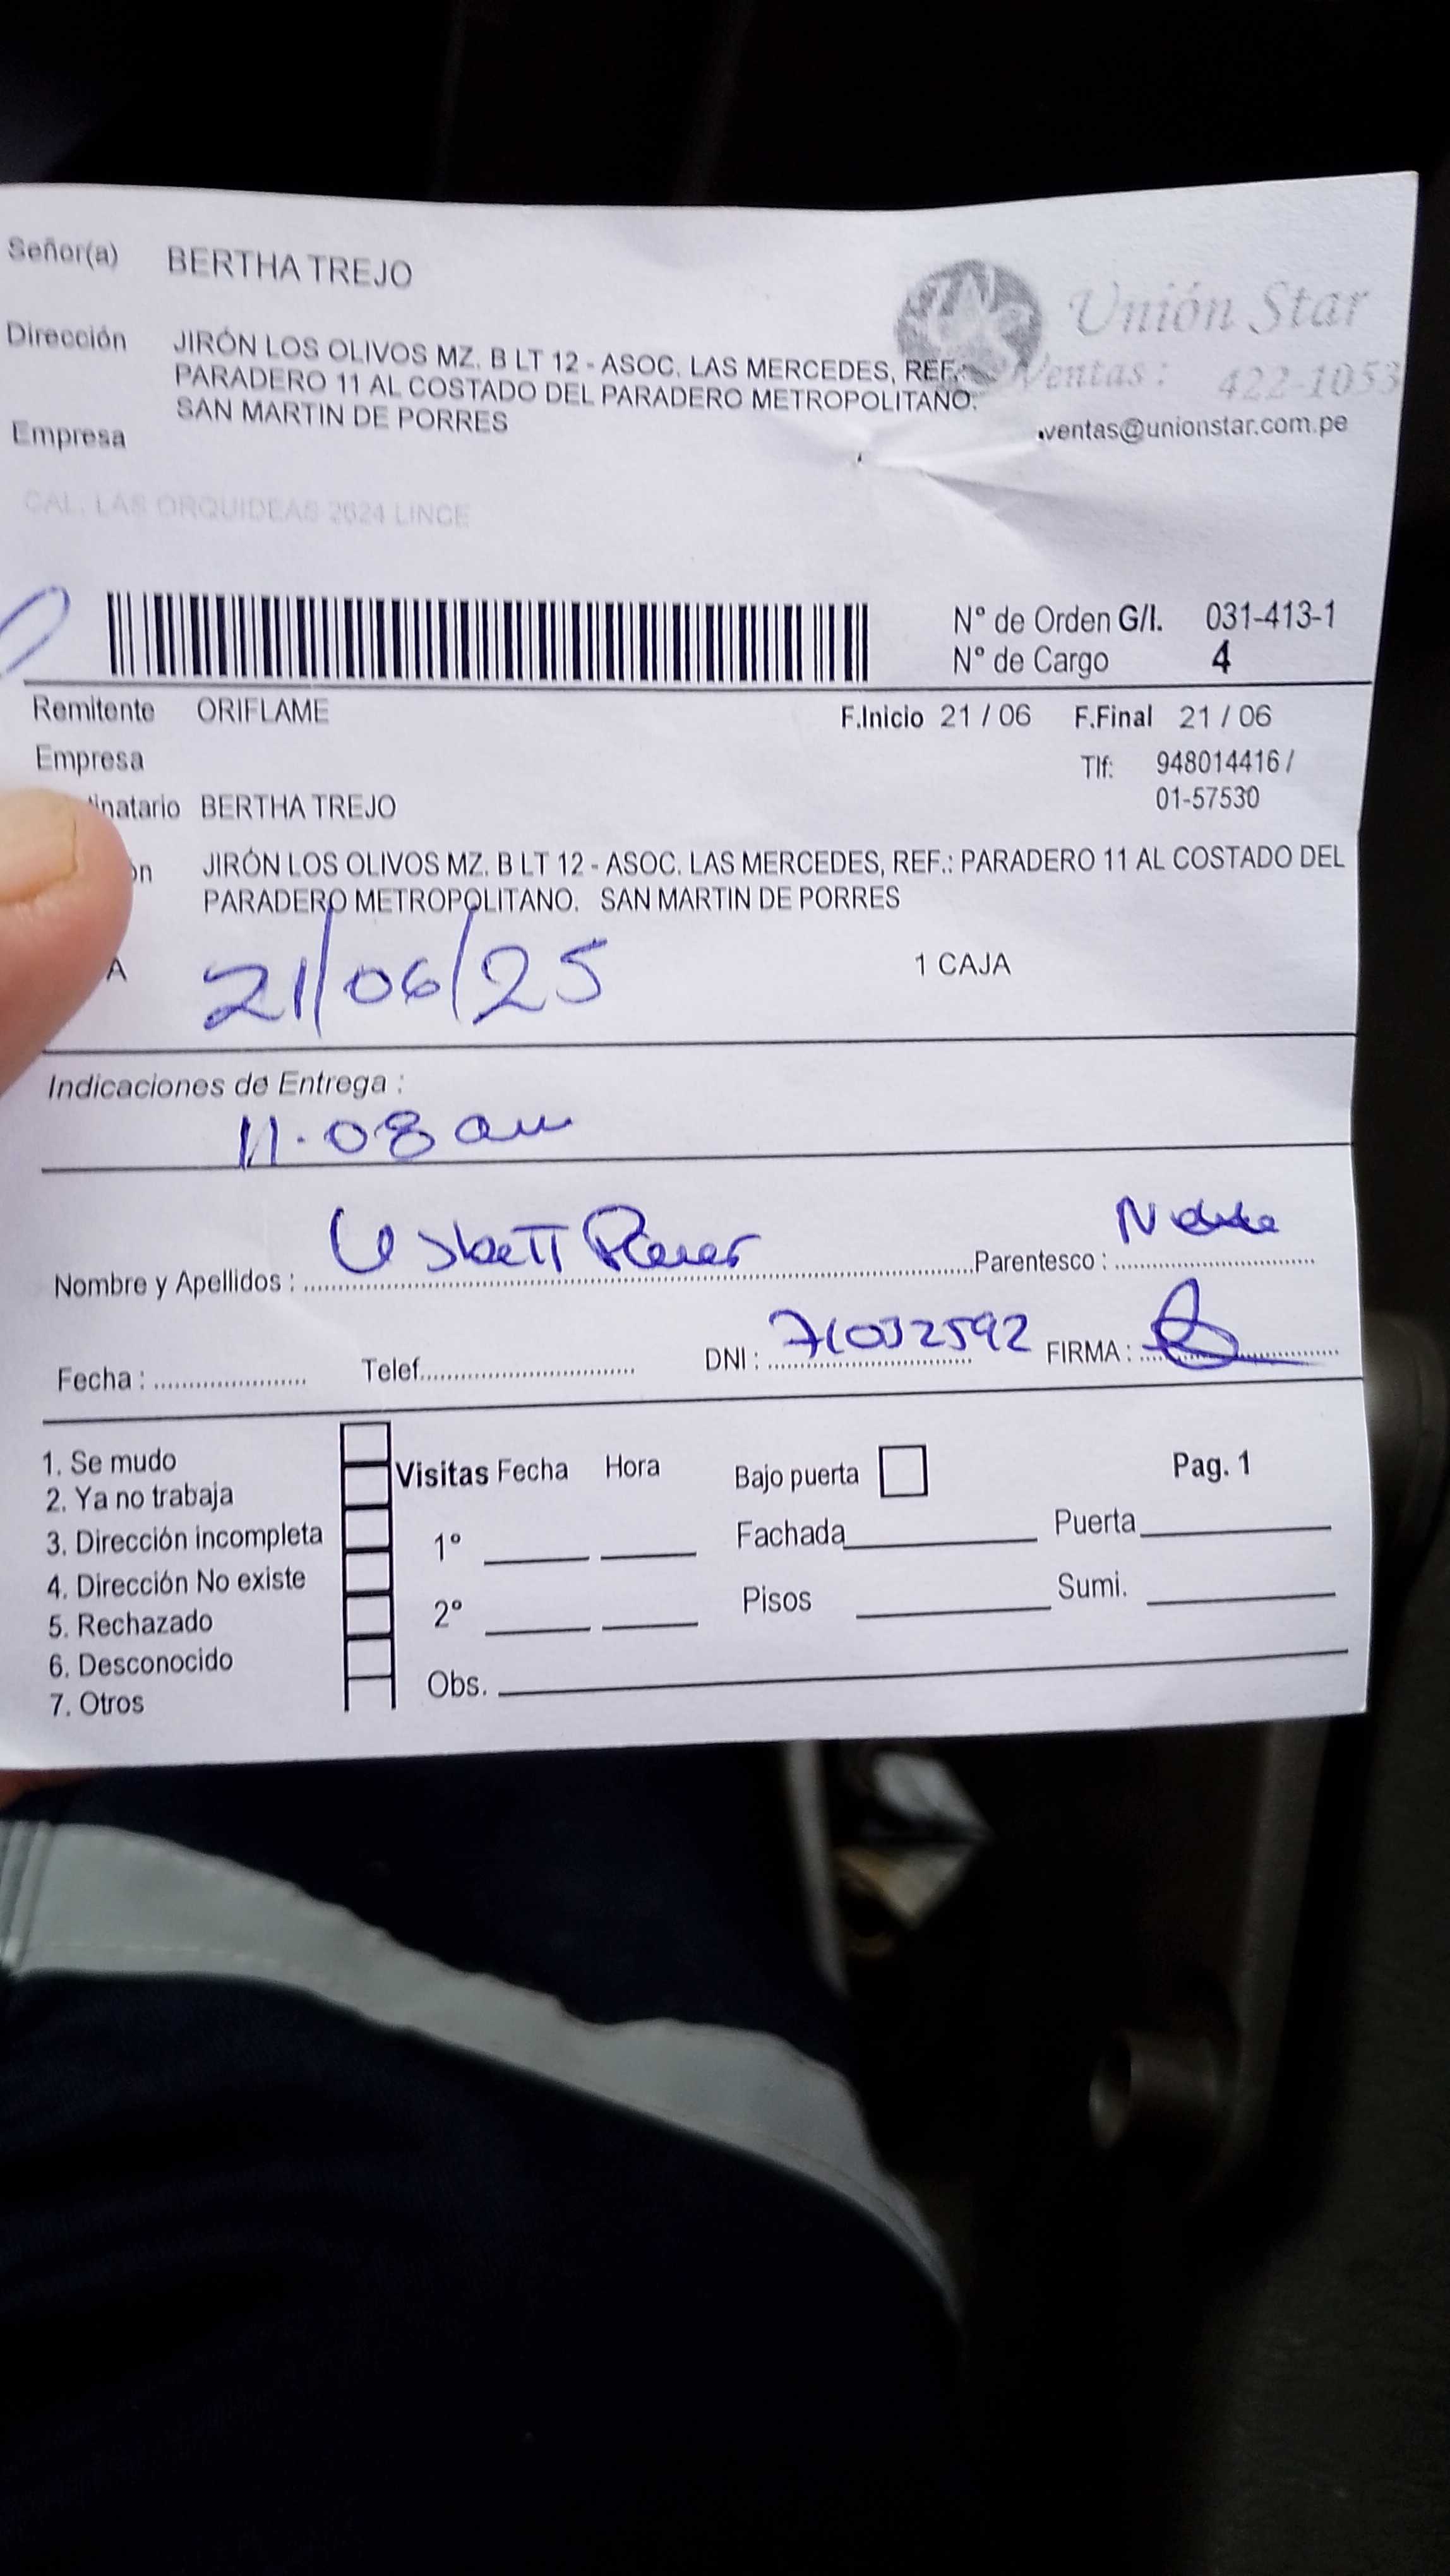 Señor(a) BERTHA TREJO
Unión Star
Dirección JIRÓN LOS OLIVOS MZ. B LT 12 - ASOC. LAS MERCEDES, REF.:
PARADERO 11 AL COSTADO DEL PARADERO METROPOLITANO.
SAN MARTIN DE PORRES
Ventas : 422-1053
ventas@unionstar.com.pe
Empresa
CAL. LAS ORQUIDEAS 2624 LINCE
N° de Orden G/I. 031-413-1
N° de Cargo 4
Remitente ORIFLAME F.Inicio 21 / 06 F.Final 21 / 06
Empresa Tlf: 948014416 /
01-57530
inatario BERTHA TREJO
ón JIRÓN LOS OLIVOS MZ. B LT 12 - ASOC. LAS MERCEDES, REF.: PARADERO 11 AL COSTADO DEL
PARADERO METROPOLITANO. SAN MARTIN DE PORRES
A 21/06/25 1 CAJA
Indicaciones de Entrega :
11.08 am
Nombre y Apellidos : Parentesco :
Fecha : Telef. DNI : FIRMA :
1. Se mudo
2. Ya no trabaja
3. Dirección incompleta
4. Dirección No existe
5. Rechazado
6. Desconocido
7. Otros
Visitas Fecha Hora
1°
2°
Obs.
Bajo puerta Pag. 1
Fachada Puerta
Pisos Sumi.